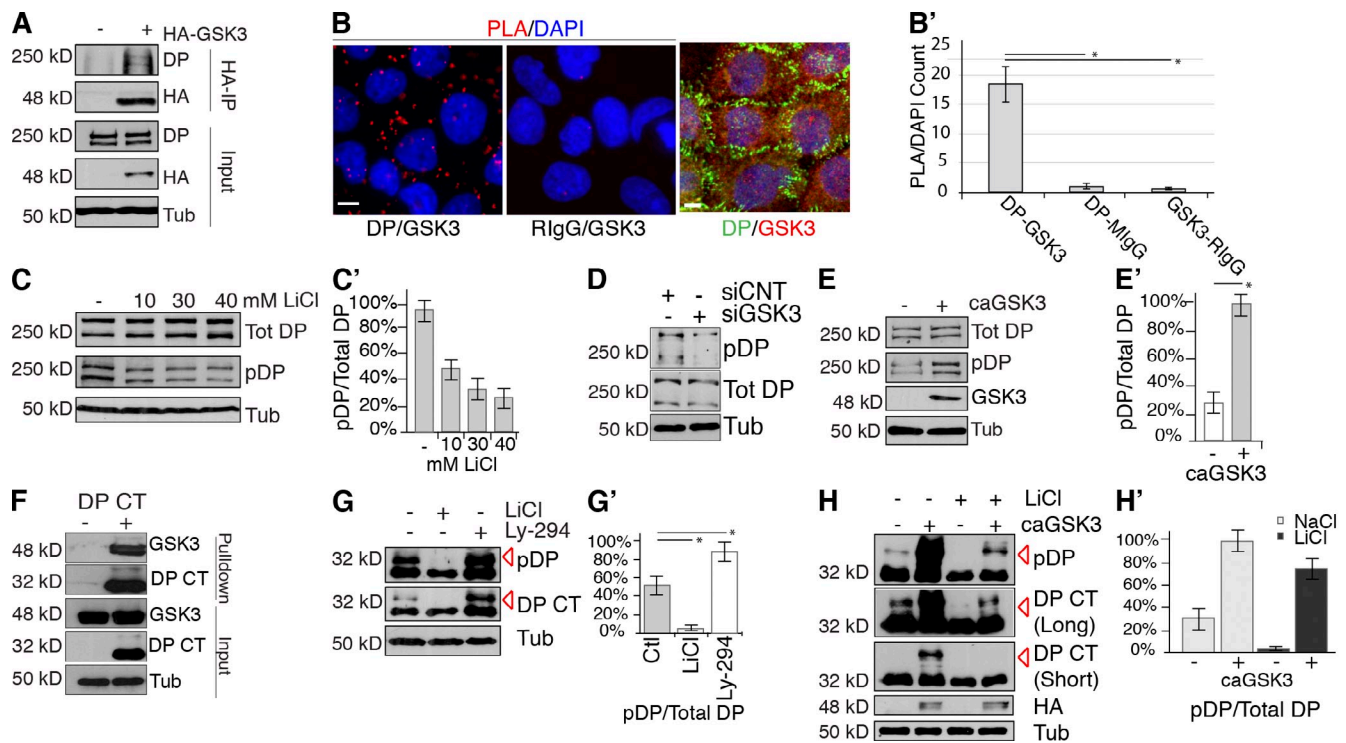 A
- + HA-GSK3
250 kD DP
48 kD HA
HA-IP
250 kD DP
48 kD HA
50 kD Tub
Input
B
PLA/DAPI
DP/GSK3 RIgG/GSK3 DP/GSK3
B’
PLA/DAPI Count
25
20
15
10
5
0
* *
DP-GSK3
DP-MIgG
GSK3-RIgG
C
- 10 30 40 mM LiCl
250 kD Tot DP
250 kD pDP
50 kD Tub
C’
pDP/Total DP
100%
80%
60%
40%
20%
0%
- 10 30 40
mM LiCl
D
+ - siCNT
- + siGSK3
250 kD pDP
250 kD Tot DP
50 kD Tub
E
caGSK3
- +
250 kD Tot DP
250 kD pDP
48 kD GSK3
50 kD Tub
E’
pDP/Total DP
100%
80%
60%
40%
20%
0%
*
- +
caGSK3
F
DP CT
- +
48 kD GSK3
32 kD DP CT
Pulldown
48 kD GSK3
32 kD DP CT
50 kD Tub
Input
G
- + - LiCl
- - + Ly-294
32 kD pDP
32 kD DP CT
50 kD Tub
G’
100%
80%
60%
40%
20%
0%
* *
Ctl
LiCl
Ly-294
pDP/Total DP
H
- - + + LiCl
- + - + caGSK3
32 kD pDP
32 kD DP CT
(Long)
32 kD DP CT
(Short)
48 kD HA
50 kD Tub
H’
NaCl
LiCl
100%
80%
60%
40%
20%
0%
- + - +
caGSK3
pDP/Total DP